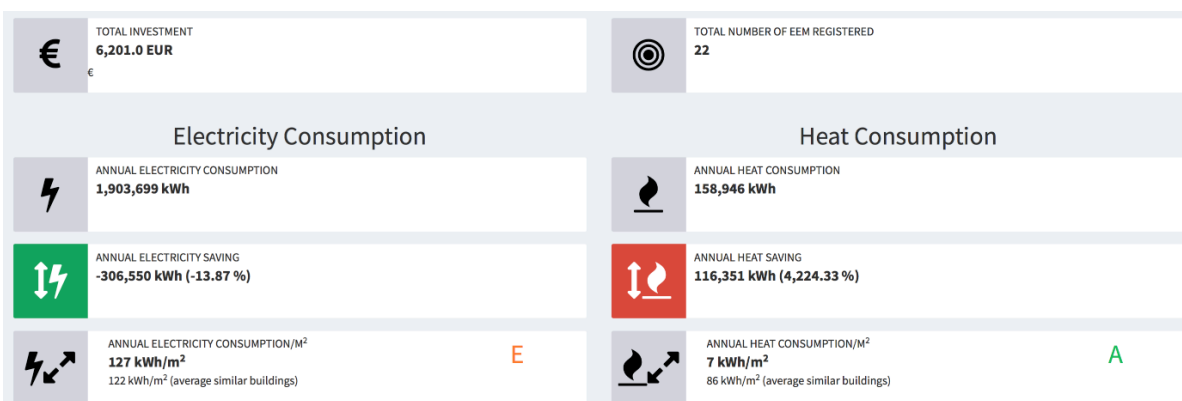 TOTAL INVESTMENT
6,201.0 EUR
€
TOTAL NUMBER OF EEM REGISTERED
22
Electricity Consumption
ANNUAL ELECTRICITY CONSUMPTION
1,903,699 kWh
ANNUAL ELECTRICITY SAVING
-306,550 kWh (-13.87 %)
ANNUAL ELECTRICITY CONSUMPTION/M²
127 kWh/m²
122 kWh/m² (average similar buildings)
E
Heat Consumption
ANNUAL HEAT CONSUMPTION
158,946 kWh
ANNUAL HEAT SAVING
116,351 kWh (4,224.33 %)
ANNUAL HEAT CONSUMPTION/M²
7 kWh/m²
86 kWh/m² (average similar buildings)
A